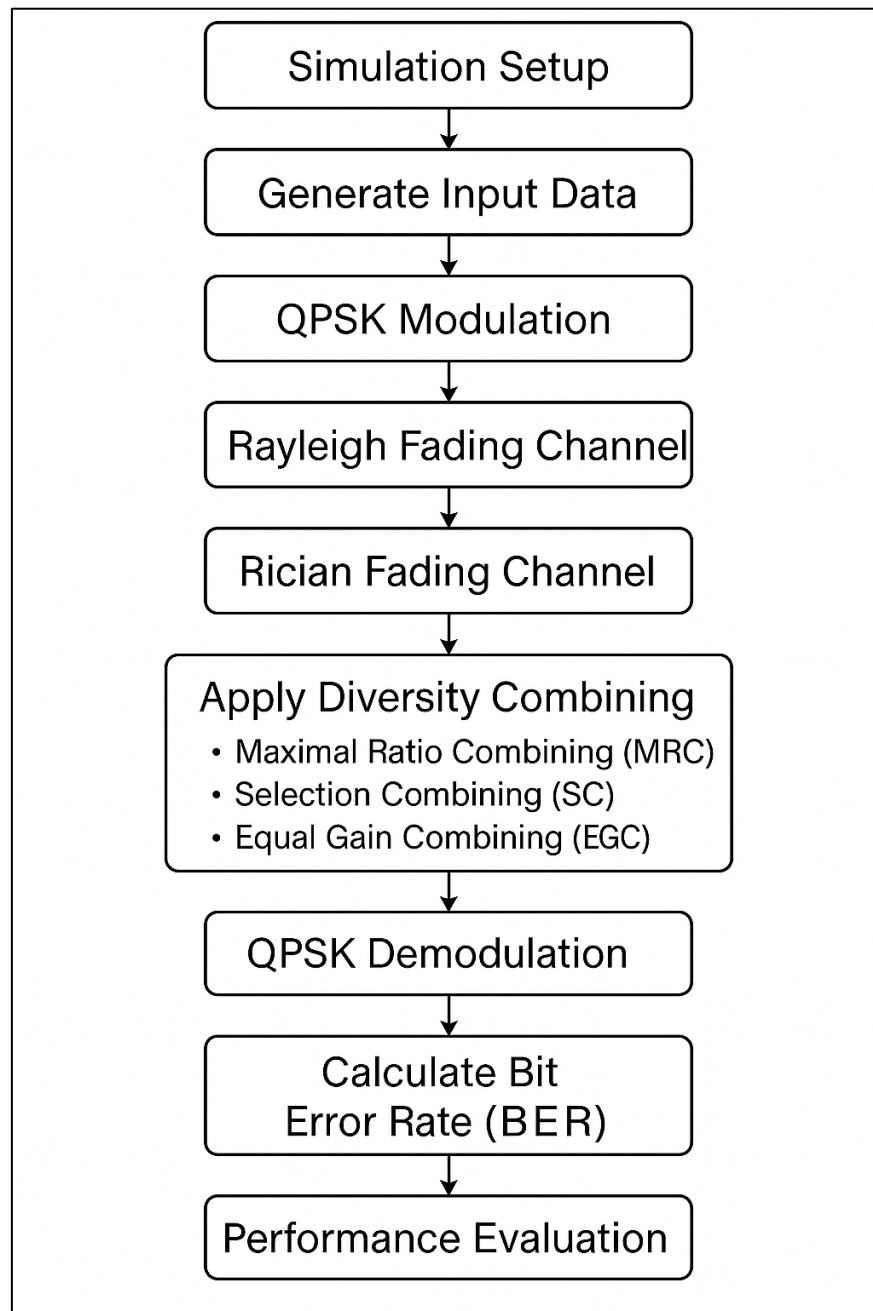 Simulation Setup
Generate Input Data
QPSK Modulation
Rayleigh Fading Channel
Rician Fading Channel
Apply Diversity Combining
• Maximal Ratio Combining (MRC)
• Selection Combining (SC)
• Equal Gain Combining (EGC)
QPSK Demodulation
Calculate Bit
Error Rate (BER)
Performance Evaluation